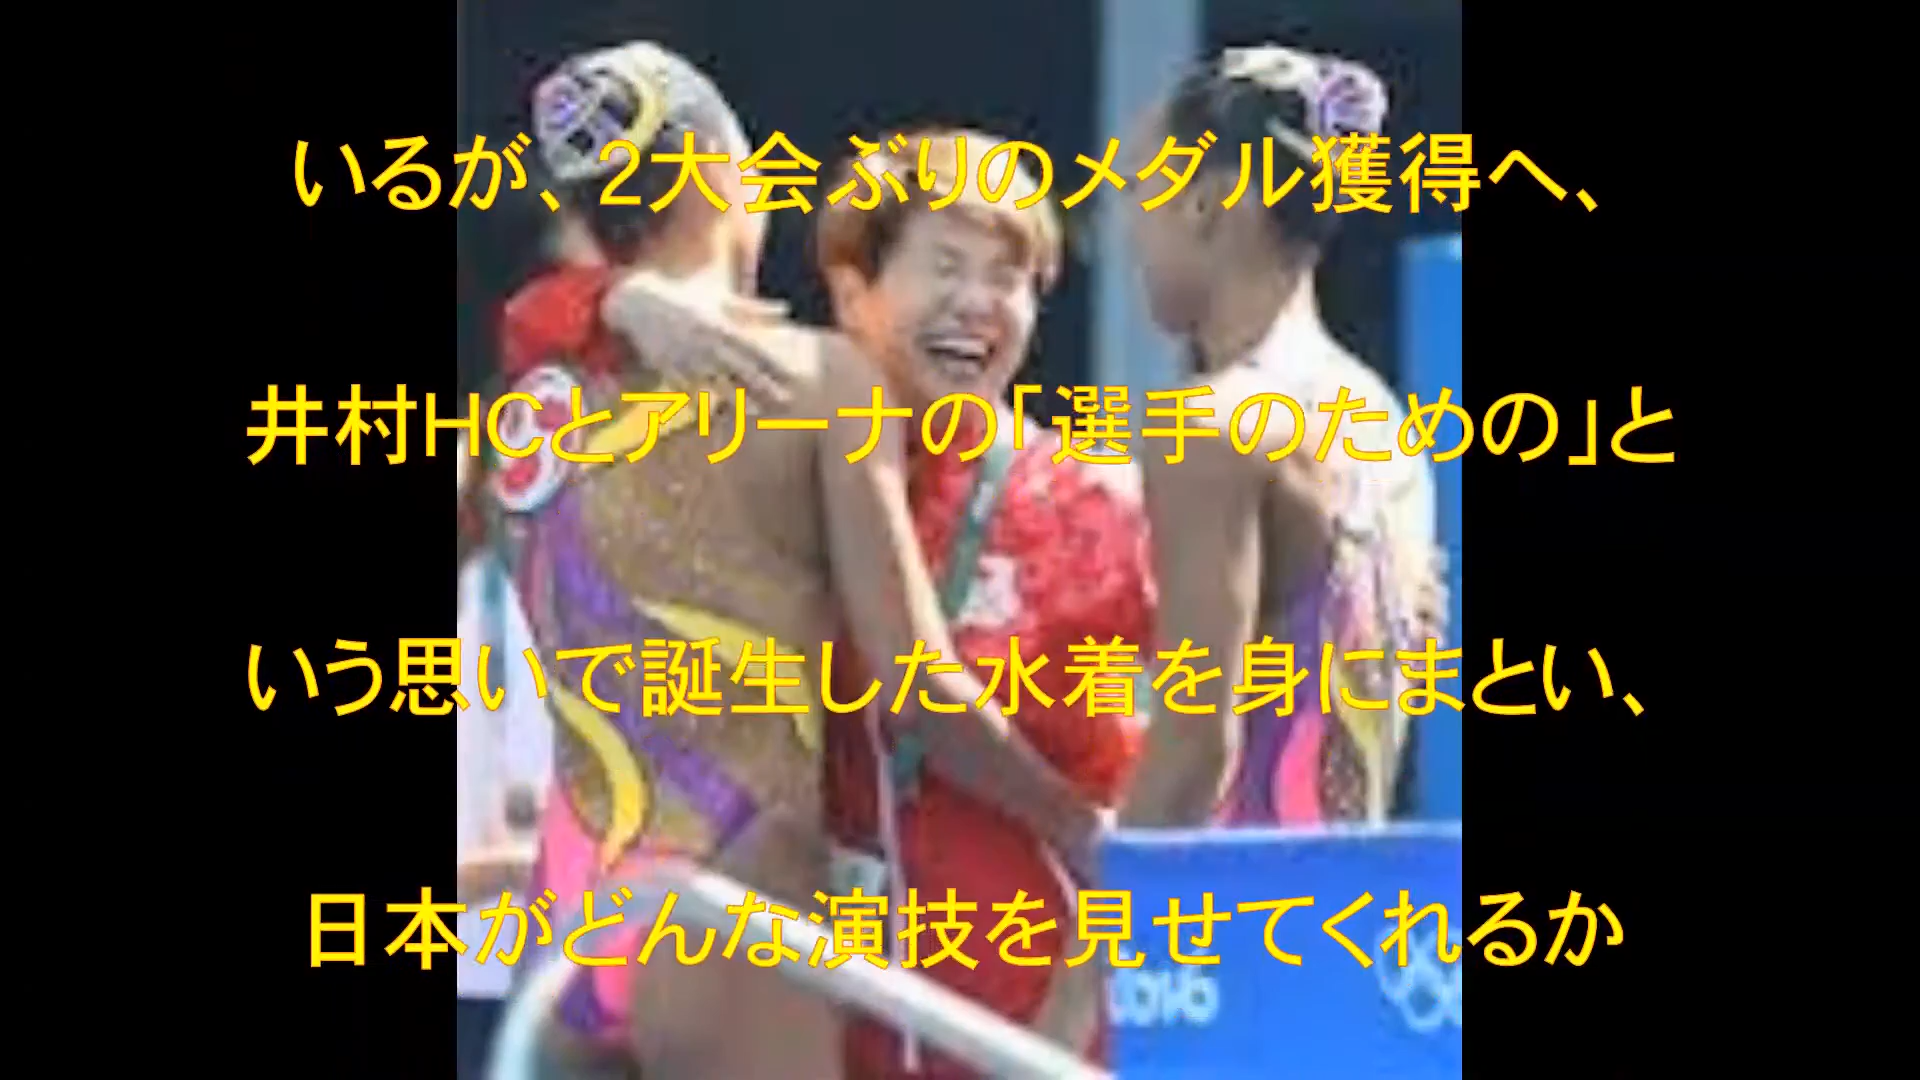 いるが、2大会ぶりのメダル獲得へ、
井村HCとアリーナの「選手のための」と
いう思いで誕生した水着を身にまとい、
日本がどんな演技を見せてくれるか